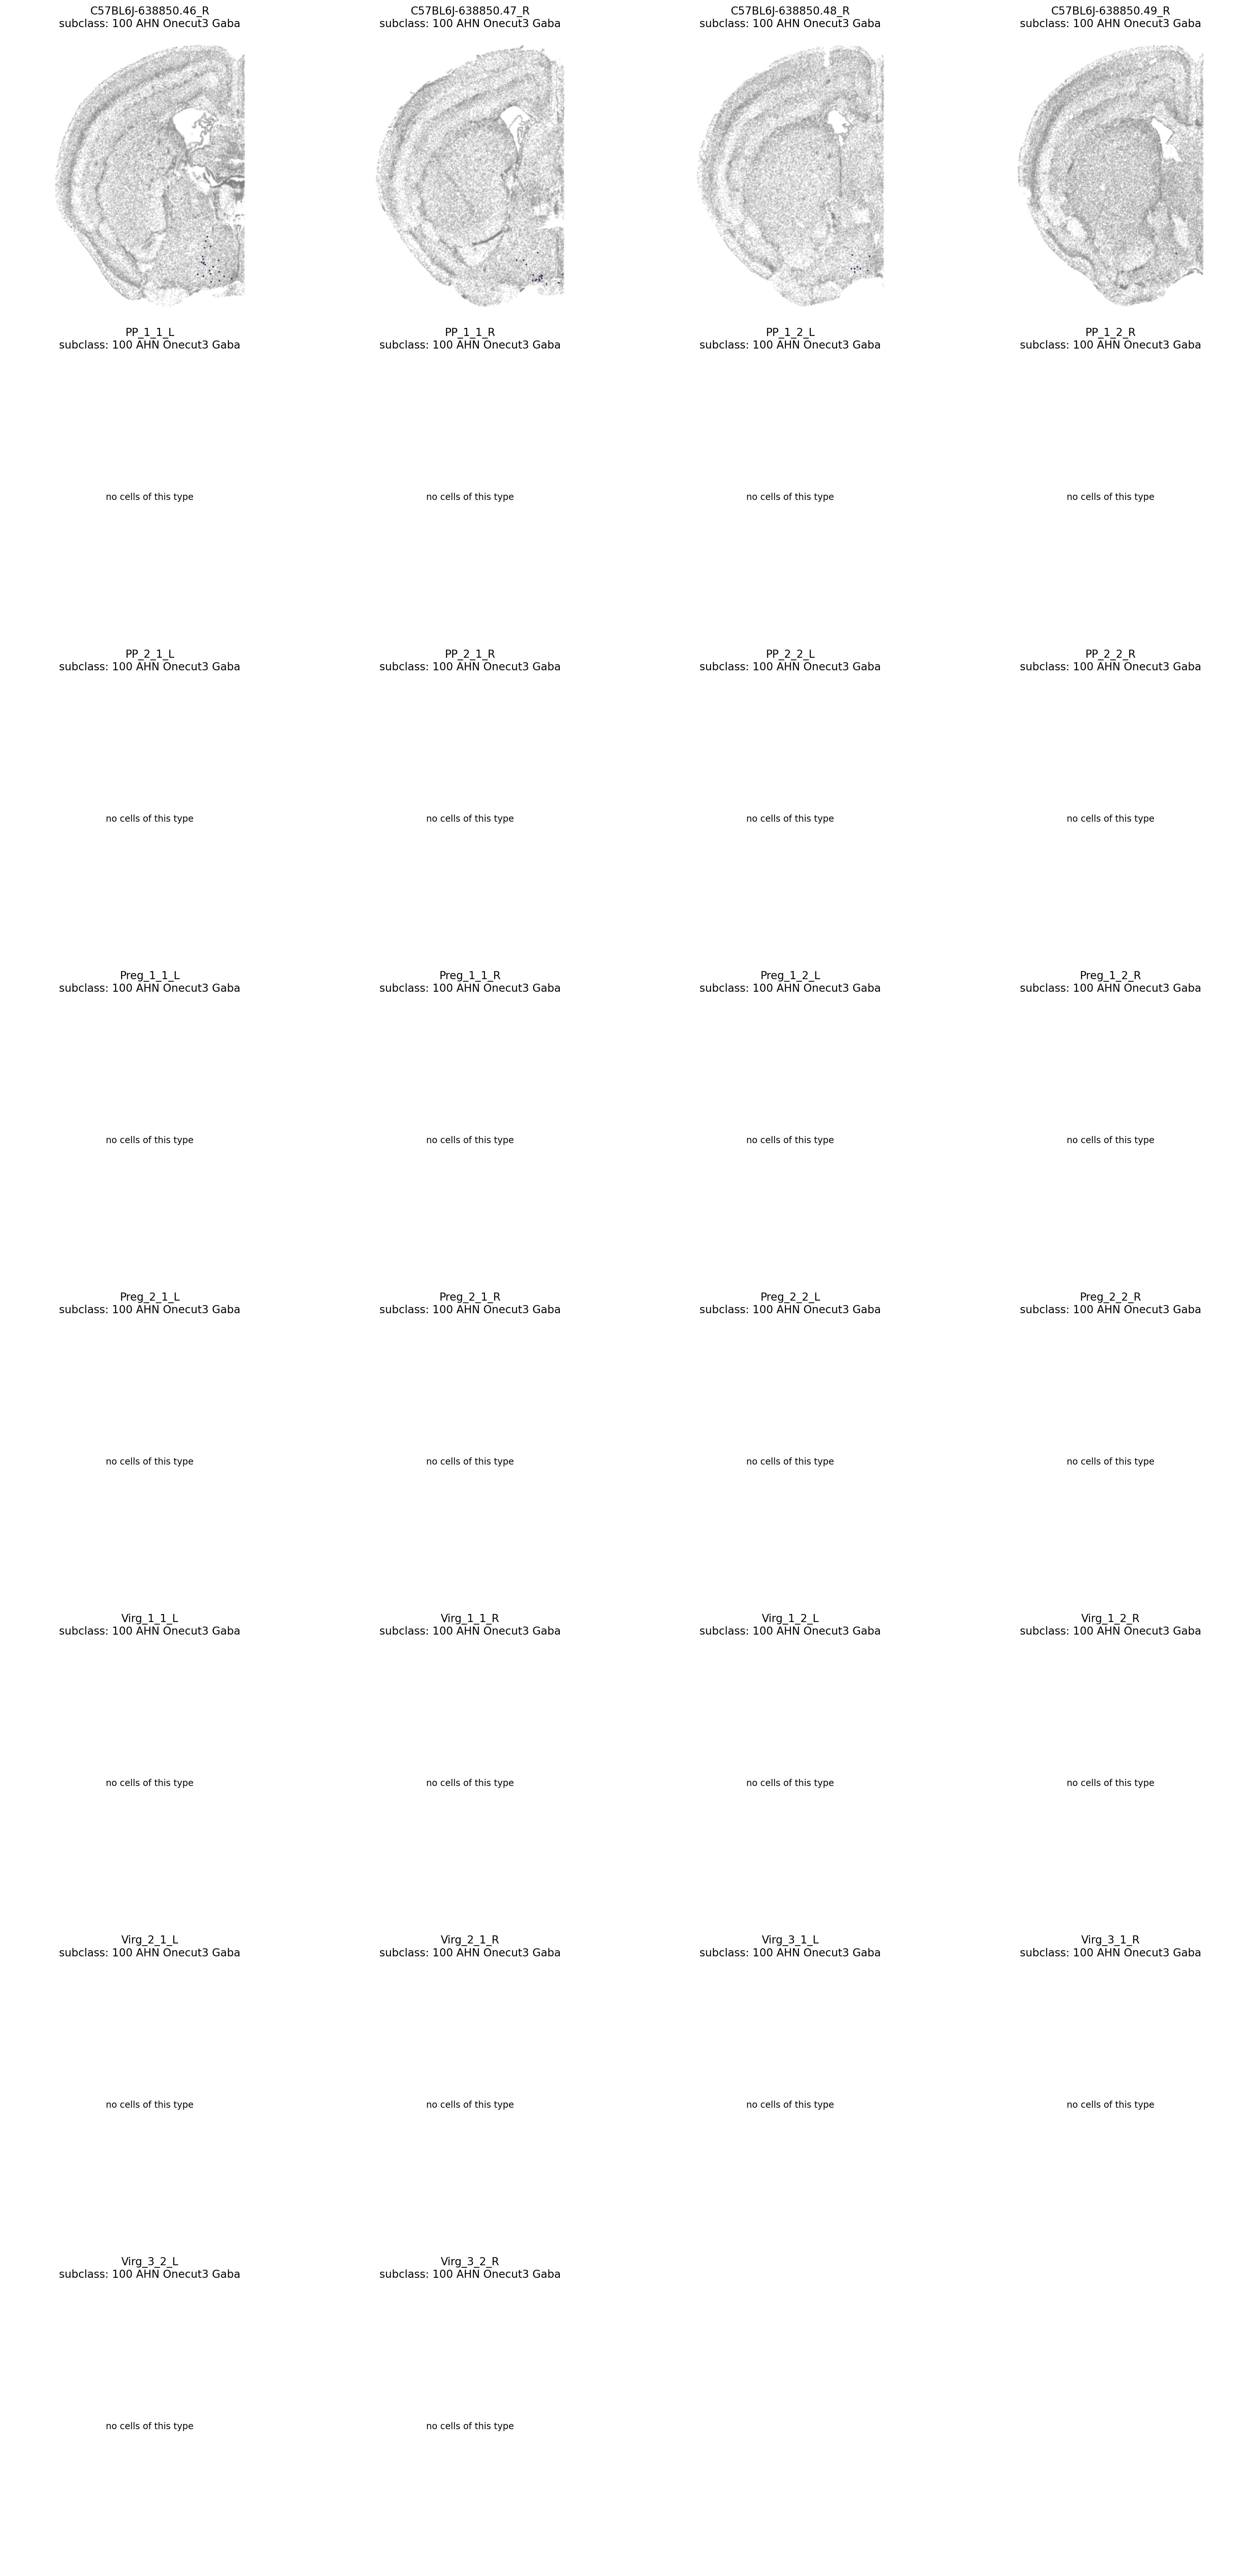 C57BL6J-638850.46_R
subclass: 100 AHN Onecut3 Gaba
C57BL6J-638850.47_R
subclass: 100 AHN Onecut3 Gaba
C57BL6J-638850.48_R
subclass: 100 AHN Onecut3 Gaba
C57BL6J-638850.49_R
subclass: 100 AHN Onecut3 Gaba
PP_1_1_L
subclass: 100 AHN Onecut3 Gaba
no cells of this type
PP_1_1_R
subclass: 100 AHN Onecut3 Gaba
no cells of this type
PP_1_2_L
subclass: 100 AHN Onecut3 Gaba
no cells of this type
PP_1_2_R
subclass: 100 AHN Onecut3 Gaba
no cells of this type
PP_2_1_L
subclass: 100 AHN Onecut3 Gaba
no cells of this type
PP_2_1_R
subclass: 100 AHN Onecut3 Gaba
no cells of this type
PP_2_2_L
subclass: 100 AHN Onecut3 Gaba
no cells of this type
PP_2_2_R
subclass: 100 AHN Onecut3 Gaba
no cells of this type
Preg_1_1_L
subclass: 100 AHN Onecut3 Gaba
no cells of this type
Preg_1_1_R
subclass: 100 AHN Onecut3 Gaba
no cells of this type
Preg_1_2_L
subclass: 100 AHN Onecut3 Gaba
no cells of this type
Preg_1_2_R
subclass: 100 AHN Onecut3 Gaba
no cells of this type
Preg_2_1_L
subclass: 100 AHN Onecut3 Gaba
no cells of this type
Preg_2_1_R
subclass: 100 AHN Onecut3 Gaba
no cells of this type
Preg_2_2_L
subclass: 100 AHN Onecut3 Gaba
no cells of this type
Preg_2_2_R
subclass: 100 AHN Onecut3 Gaba
no cells of this type
Virg_1_1_L
subclass: 100 AHN Onecut3 Gaba
no cells of this type
Virg_1_1_R
subclass: 100 AHN Onecut3 Gaba
no cells of this type
Virg_1_2_L
subclass: 100 AHN Onecut3 Gaba
no cells of this type
Virg_1_2_R
subclass: 100 AHN Onecut3 Gaba
no cells of this type
Virg_2_1_L
subclass: 100 AHN Onecut3 Gaba
no cells of this type
Virg_2_1_R
subclass: 100 AHN Onecut3 Gaba
no cells of this type
Virg_3_1_L
subclass: 100 AHN Onecut3 Gaba
no cells of this type
Virg_3_1_R
subclass: 100 AHN Onecut3 Gaba
no cells of this type
Virg_3_2_L
subclass: 100 AHN Onecut3 Gaba
no cells of this type
Virg_3_2_R
subclass: 100 AHN Onecut3 Gaba
no cells of this type